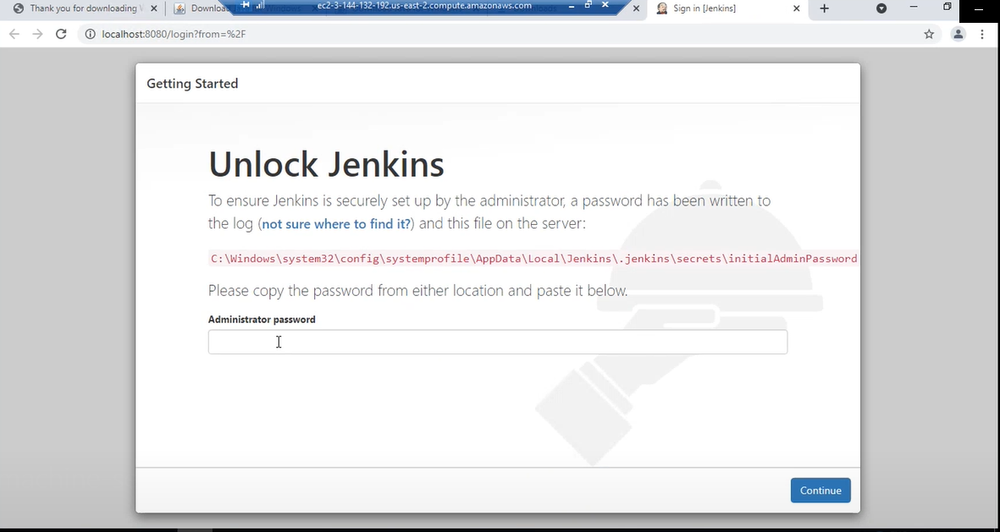 Thank you for downloading
Download
ec2-3-144-132-192.us-east-2.compute.amazonaws.com
Sign in [Jenkins]
localhost:8080/login?from=%2F
Getting Started
Unlock Jenkins
To ensure Jenkins is securely set up by the administrator, a password has been written to
the log (not sure where to find it?) and this file on the server:
C:\Windows\system32\config\systemprofile\AppData\Local\Jenkins\.jenkins\secrets\initialAdminPassword
Please copy the password from either location and paste it below.
Administrator password
Continue